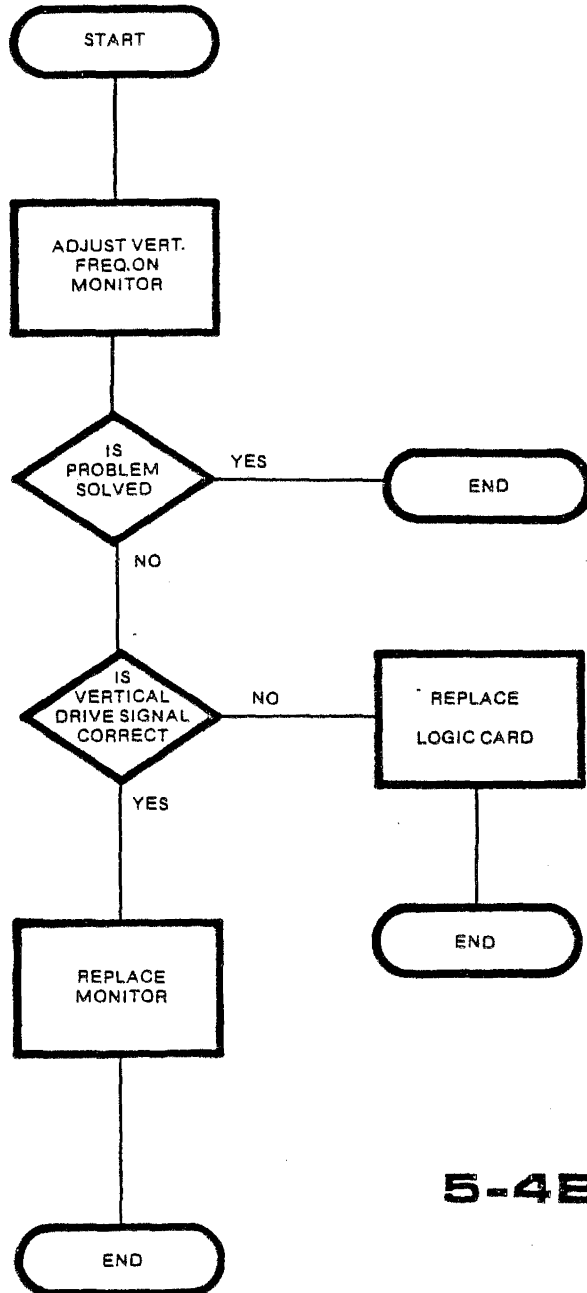 START
ADJUST VERT.
FREQ.ON
MONITOR
IS
PROBLEM
SOLVED
YES
END
NO
IS
VERTICAL
DRIVE SIGNAL
CORRECT
NO
REPLACE
LOGIC CARD
YES
END
REPLACE
MONITOR
END
5-4E